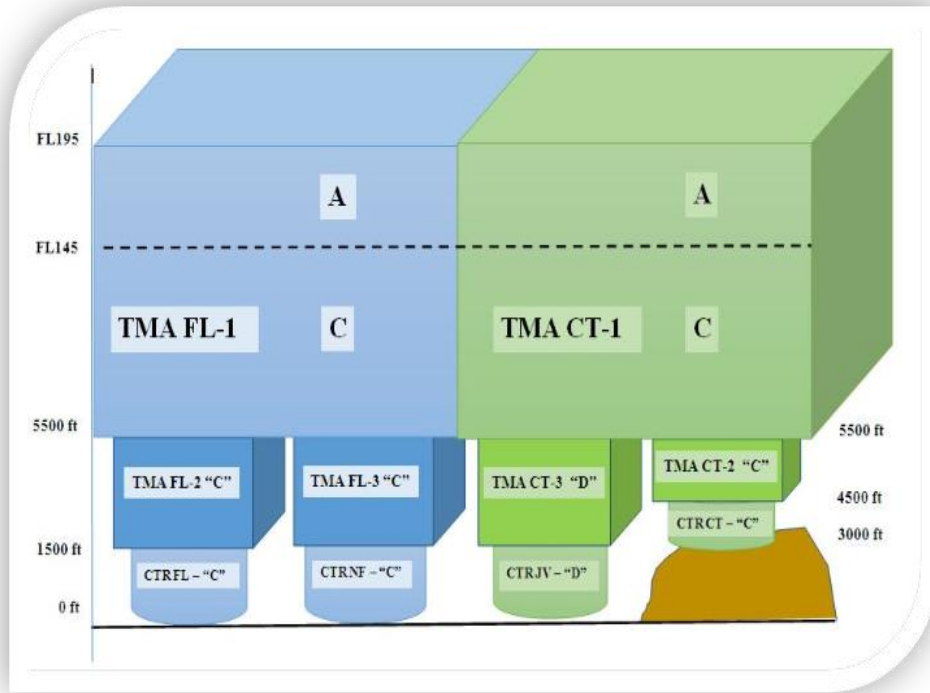 FL195
A
A
FL145
TMA FL-1
C
TMA CT-1
C
5500 ft
5500 ft
TMA FL-2 “C”
TMA FL-3 “C”
TMA CT-3 “D”
TMA CT-2 “C”
4500 ft
CTRCT – “C”
3000 ft
1500 ft
CTRFL – “C”
CTRNF – “C”
CTRJV – “D”
0 ft